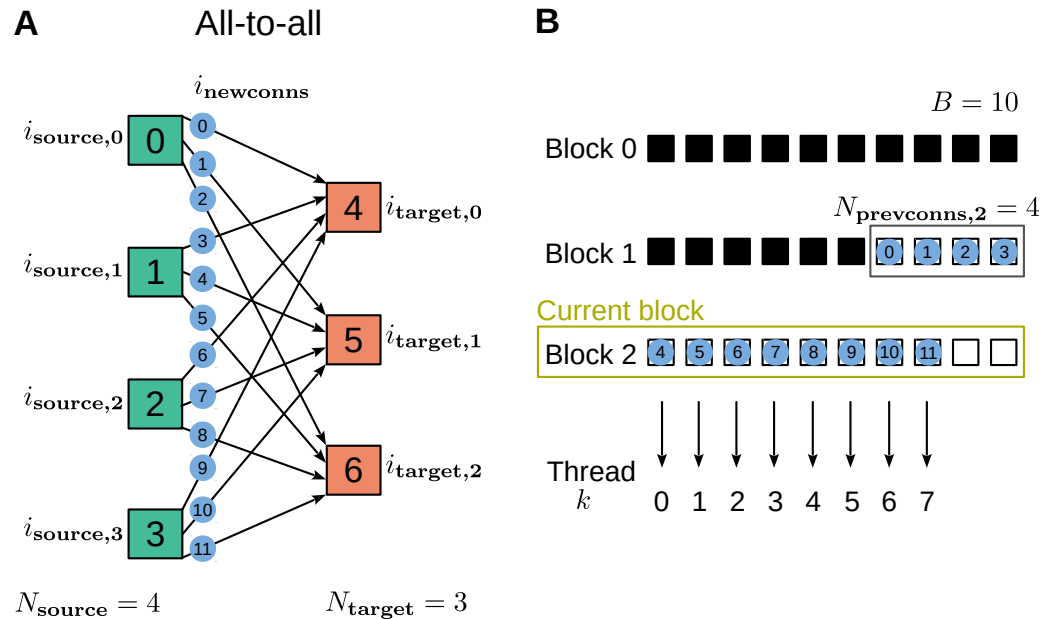 A
All-to-all
i_newconns
i_source,0
0
i_source,1
1
i_source,2
2
i_source,3
3
0
1
2
3
4
5
6
7
8
9
10
11
4
i_target,0
5
i_target,1
6
i_target,2
N_source = 4
N_target = 3
B
B = 10
Block 0
N_prevconns,2 = 4
Block 1
0 1 2 3
Current block
Block 2
4 5 6 7 8 9 10 11
Thread
k
0 1 2 3 4 5 6 7